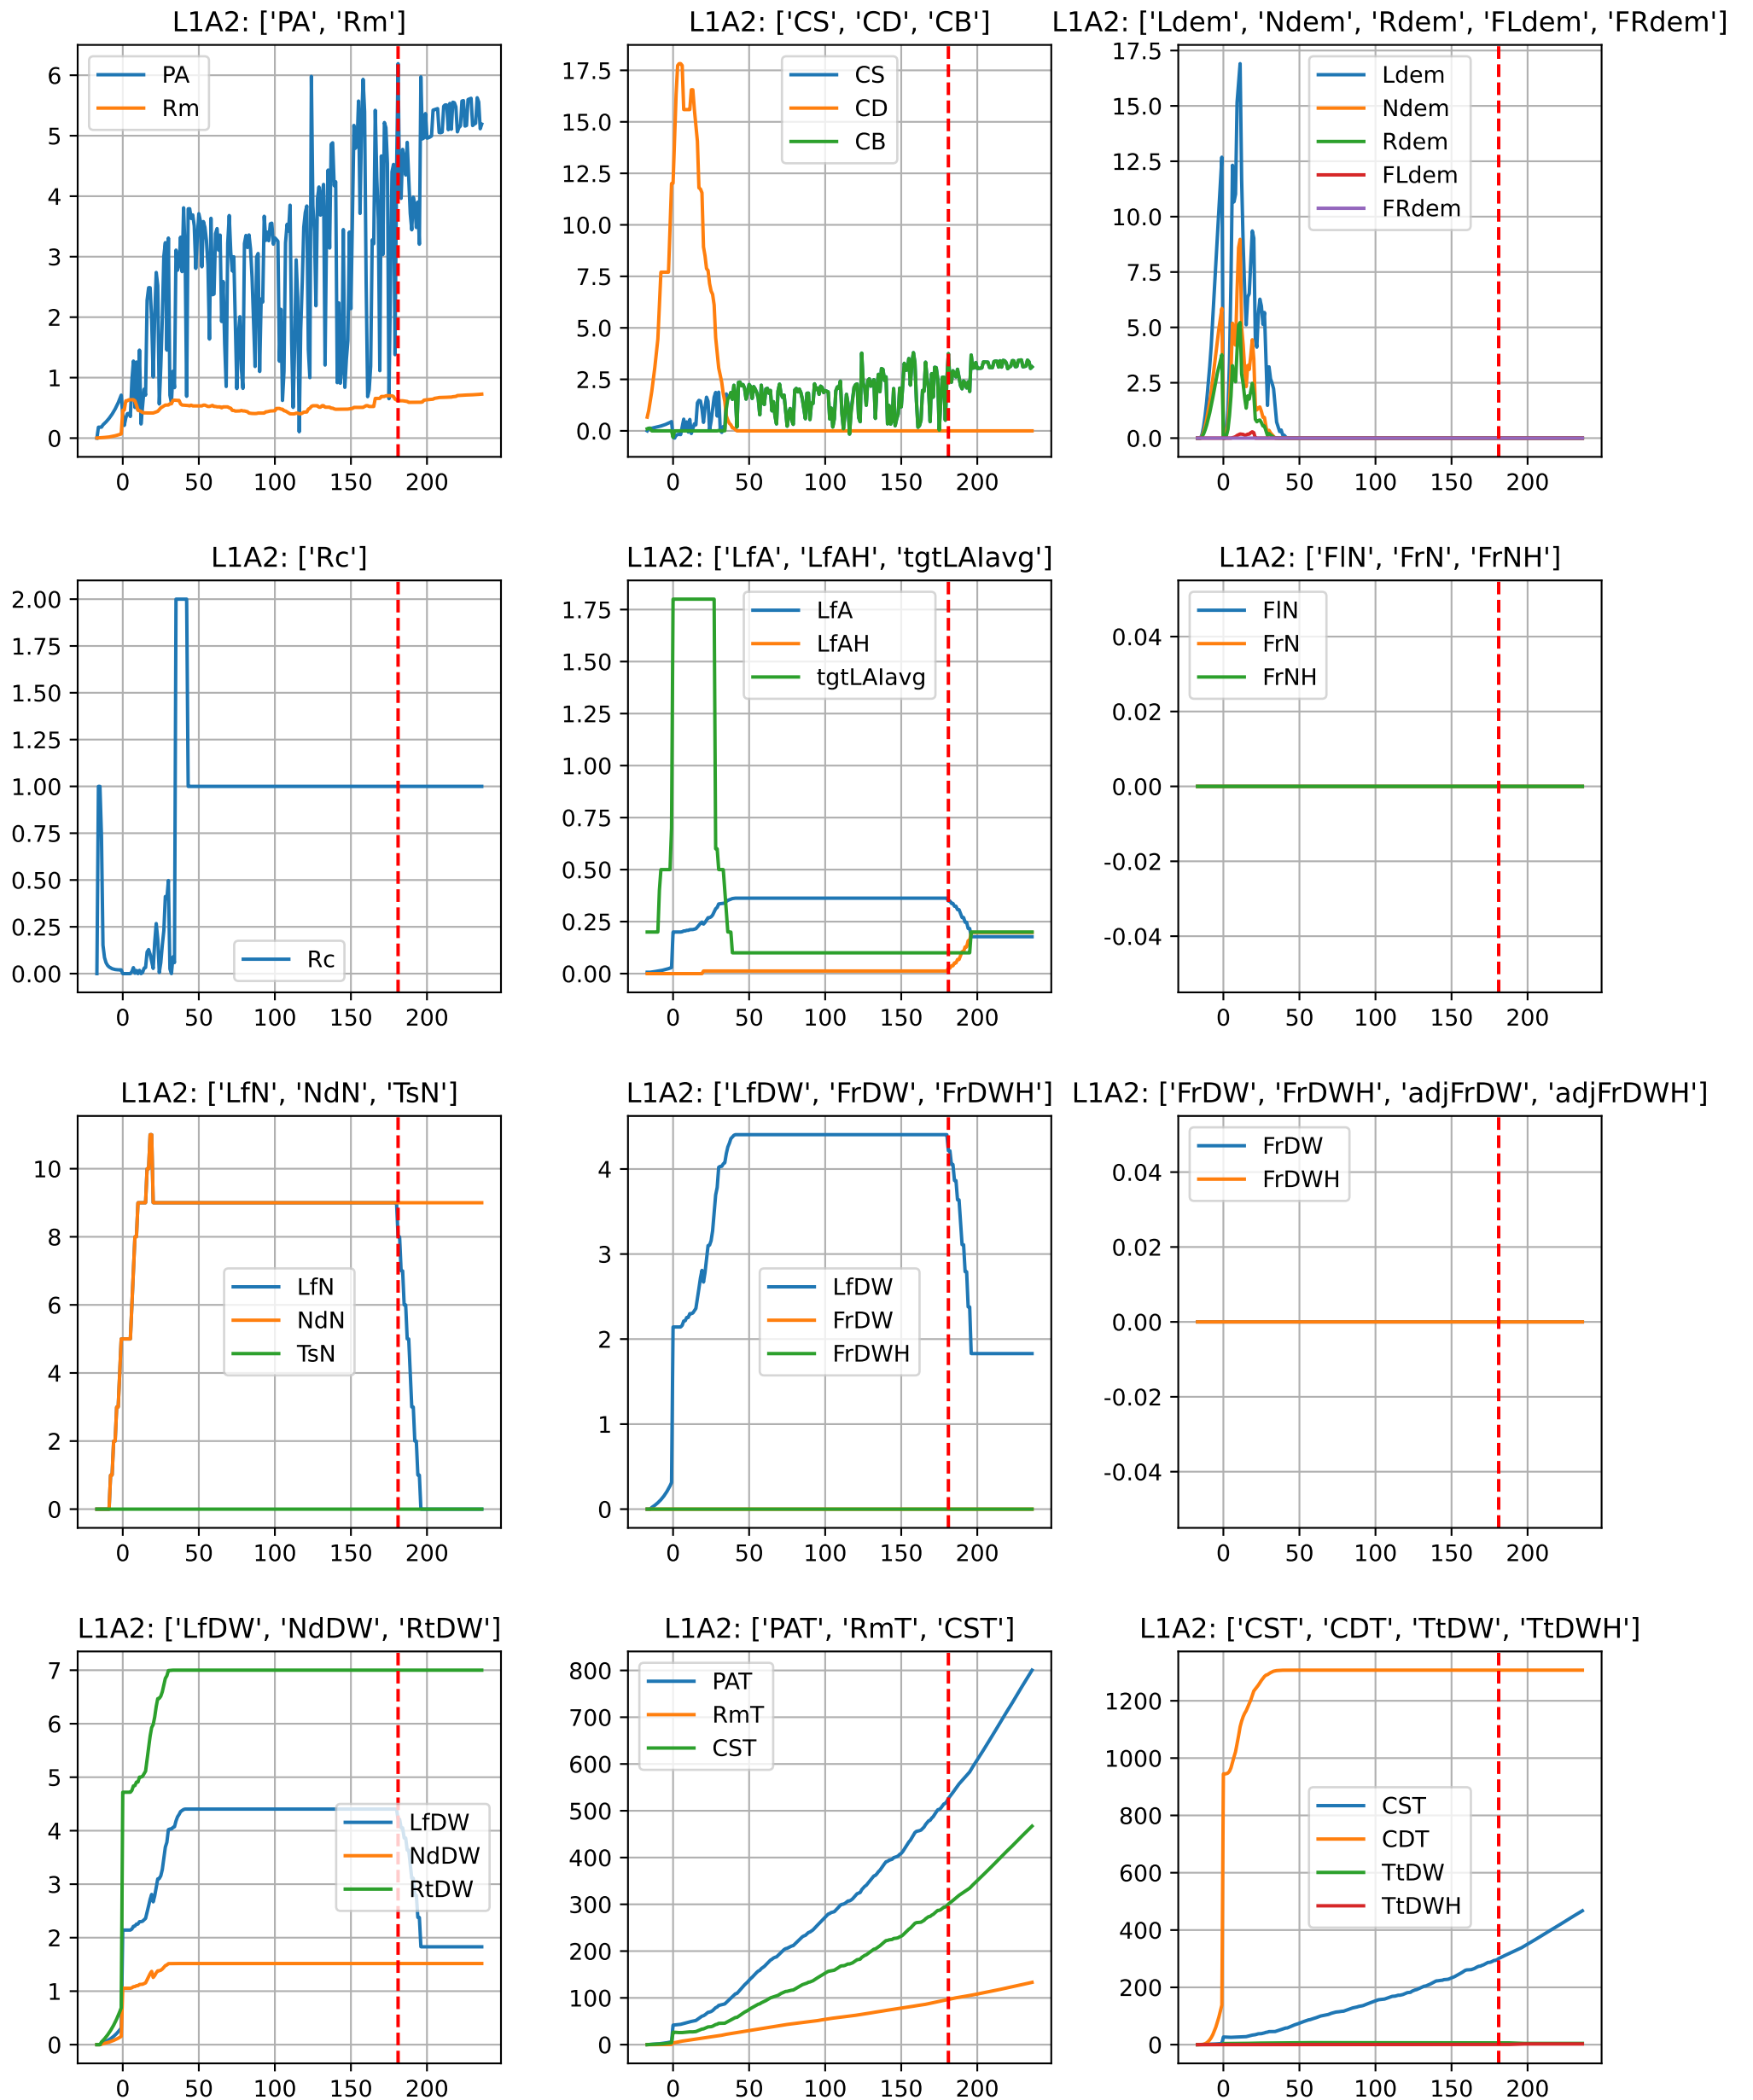 L1A2: ['PA', 'Rm']
PA
Rm
6
5
4
3
2
1
0
0 50 100 150 200
L1A2: ['CS', 'CD', 'CB']
CS
CD
CB
17.5
15.0
12.5
10.0
7.5
5.0
2.5
0.0
0 50 100 150 200
L1A2: ['Ldem', 'Ndem', 'Rdem', 'FLdem', 'FRdem']
Ldem
Ndem
Rdem
FLdem
FRdem
17.5
15.0
12.5
10.0
7.5
5.0
2.5
0.0
0 50 100 150 200
L1A2: ['Rc']
2.00
1.75
1.50
1.25
1.00
0.75
0.50
0.25
0.00
Rc
0 50 100 150 200
L1A2: ['LfA', 'LfAH', 'tgtLAIavg']
LfA
LfAH
tgtLAIavg
1.75
1.50
1.25
1.00
0.75
0.50
0.25
0.00
0 50 100 150 200
L1A2: ['FlN', 'FrN', 'FrNH']
FlN
FrN
FrNH
0.04
0.02
0.00
-0.02
-0.04
0 50 100 150 200
L1A2: ['LfN', 'NdN', 'TsN']
10
8
6
4
2
0
LfN
NdN
TsN
0 50 100 150 200
L1A2: ['LfDW', 'FrDW', 'FrDWH']
4
3
2
1
0
LfDW
FrDW
FrDWH
0 50 100 150 200
L1A2: ['FrDW', 'FrDWH', 'adjFrDW', 'adjFrDWH']
FrDW
FrDWH
0.04
0.02
0.00
-0.02
-0.04
0 50 100 150 200
L1A2: ['LfDW', 'NdDW', 'RtDW']
7
6
5
4
3
2
1
0
LfDW
NdDW
RtDW
0 50 100 150 200
L1A2: ['PAT', 'RmT', 'CST']
PAT
RmT
CST
800
700
600
500
400
300
200
100
0
0 50 100 150 200
L1A2: ['CST', 'CDT', 'TtDW', 'TtDWH']
1200
1000
800
600
400
200
0
CST
CDT
TtDW
TtDWH
0 50 100 150 200